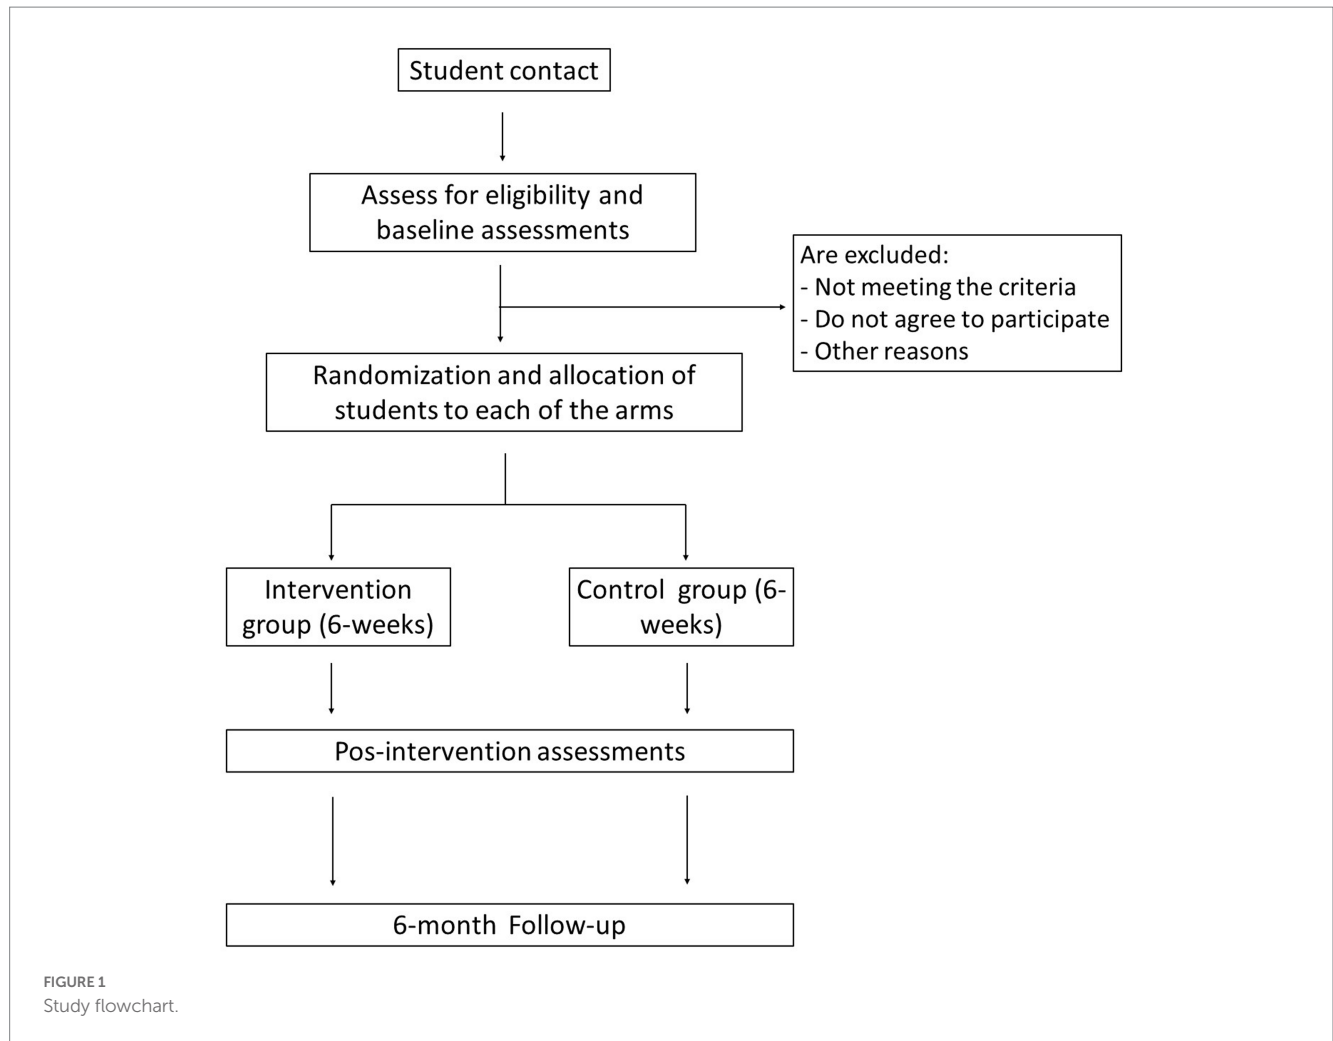 Student contact
Assess for eligibility and
baseline assessments
Are excluded:
- Not meeting the criteria
- Do not agree to participate
- Other reasons
Randomization and allocation of
students to each of the arms
Intervention
group (6-weeks)
Control group (6-
weeks)
Pos-intervention assessments
6-month Follow-up
FIGURE 1
Study flowchart.